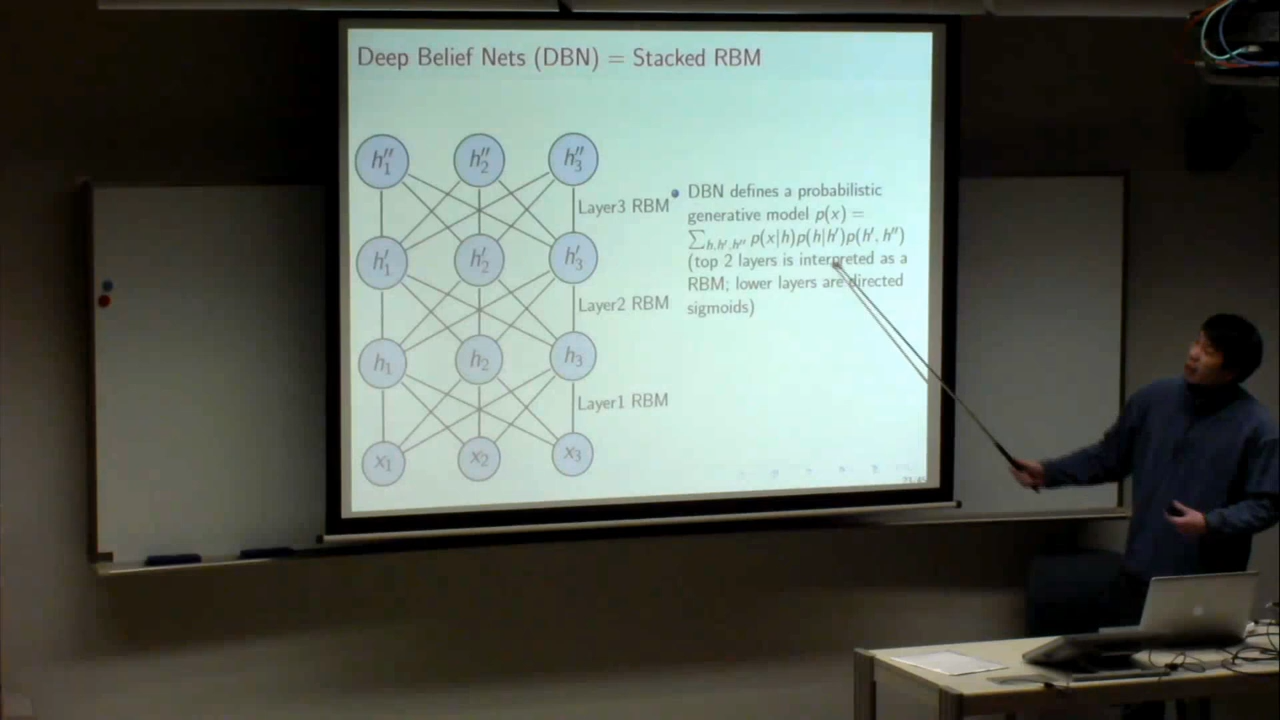 Deep Belief Nets (DBN) = Stacked RBM
h″₁ h″₂ h″₃
Layer3 RBM
h′₁ h′₂ h′₃
Layer2 RBM
h₁ h₂ h₃
Layer1 RBM
x₁ x₂ x₃
DBN defines a probabilistic
generative model p(x) =
∑h,h′,h″ p(x|h)p(h|h′)p(h′, h″)
(top 2 layers is interpreted as a
RBM; lower layers are directed
sigmoids)